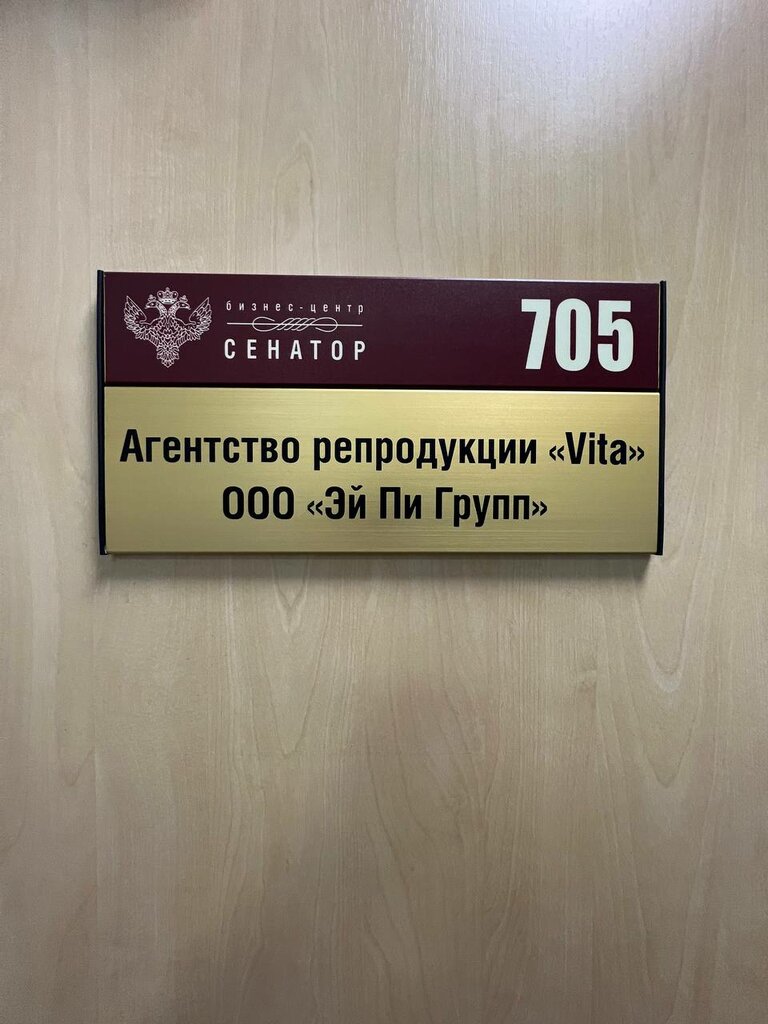 бизнес-центр
СЕНАТОР
705
Агентство репродукции «Vita»
ООО «Эй Пи Групп»